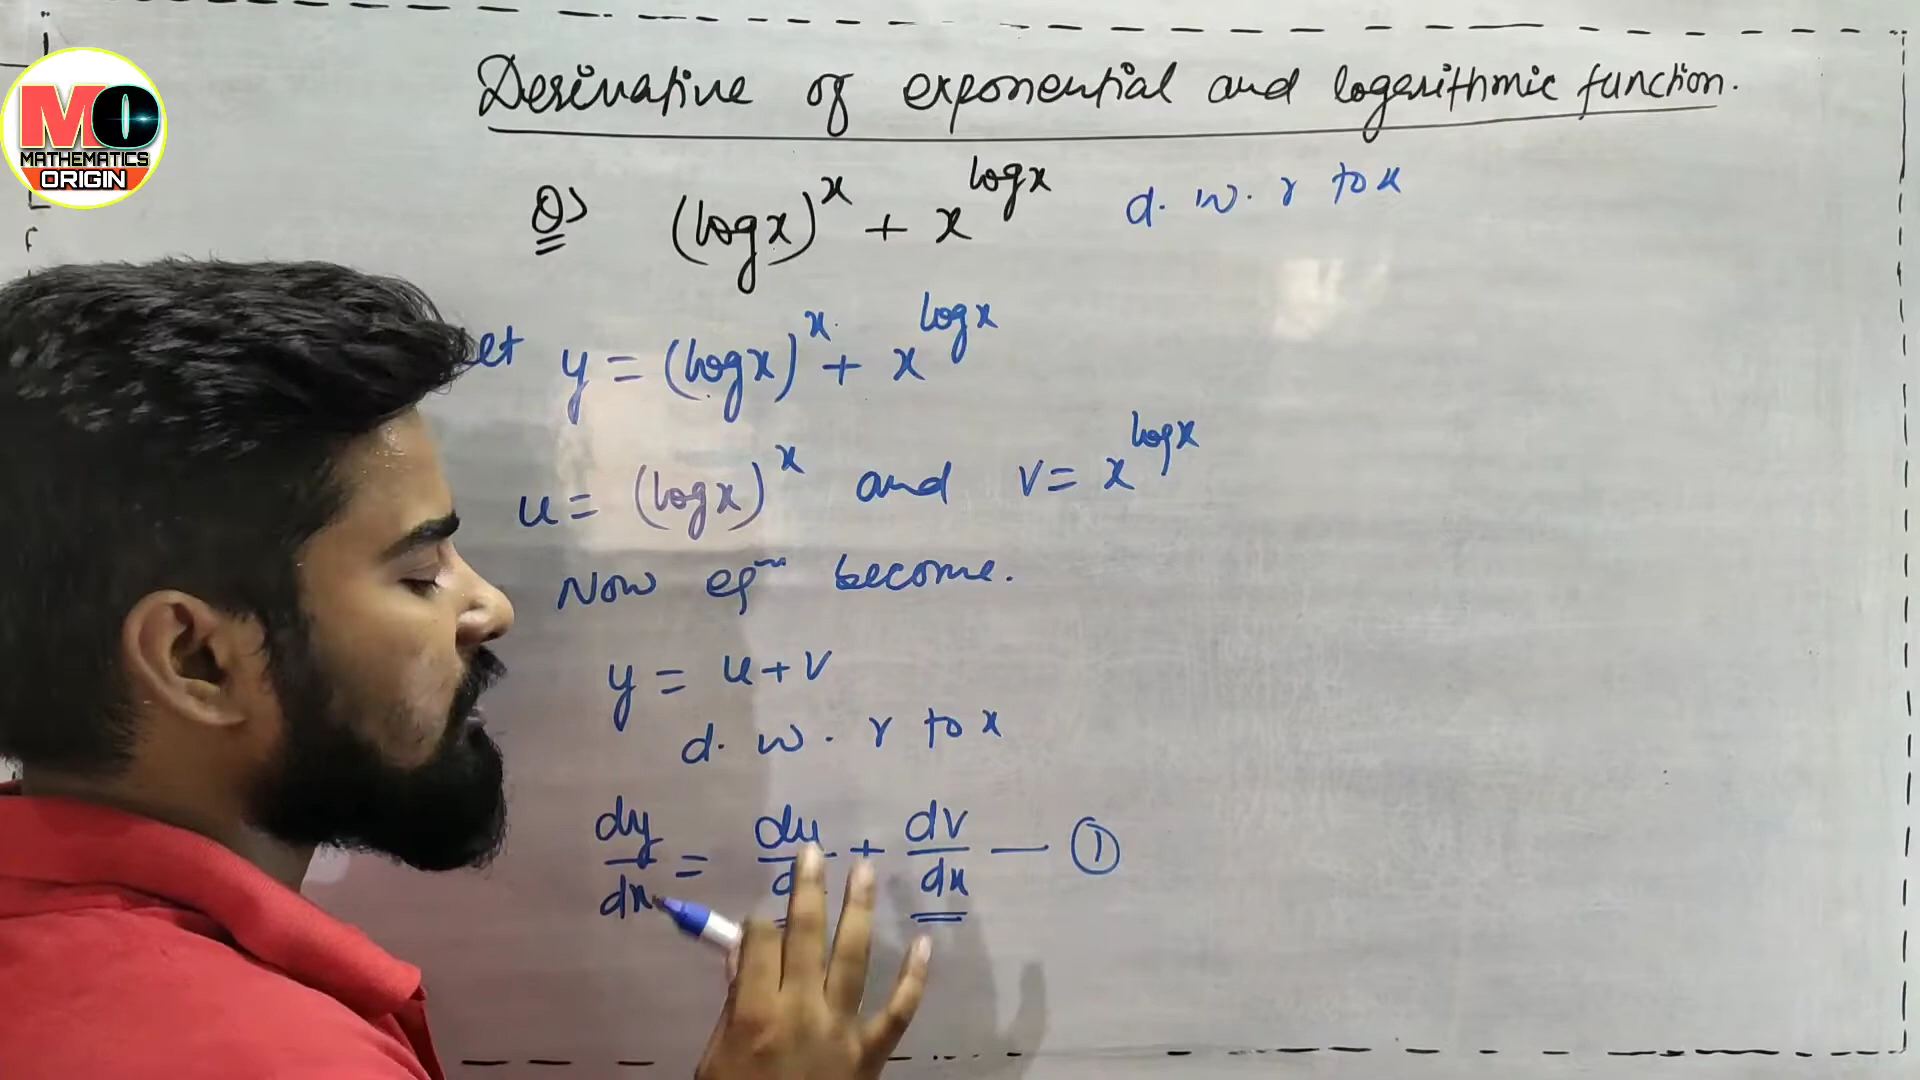 MO
MATHEMATICS
ORIGIN
Derivative of exponential and logarithmic function.
Q> (log x)^x + x^log x d. w. r to x
let y = (log x)^x + x^log x
u = (log x)^x and v = x^log x
Now eqⁿ become.
y = u + v
d. w. r to x
dy/dx = du/d + dv/dx — ①